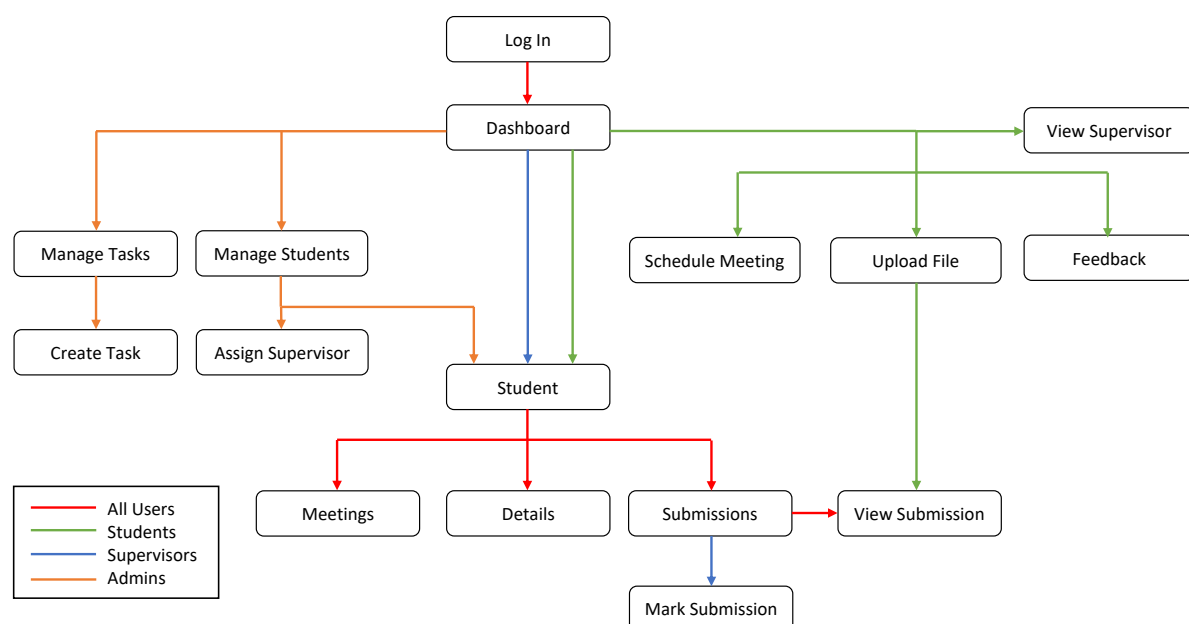 Log In
Dashboard
View Supervisor
Manage Tasks
Manage Students
Schedule Meeting
Upload File
Feedback
Create Task
Assign Supervisor
Student
Meetings
Details
Submissions
View Submission
Mark Submission
All Users
Students
Supervisors
Admins